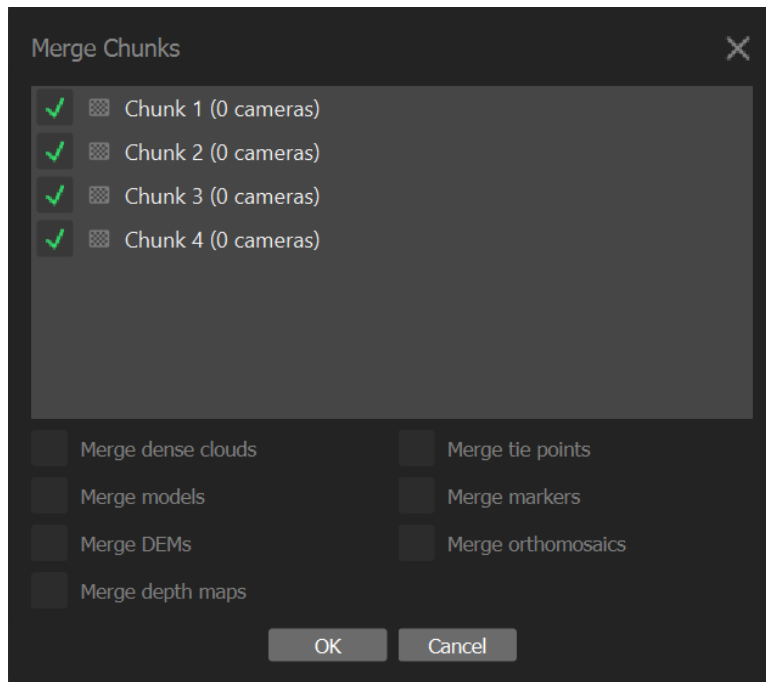 Merge Chunks
Chunk 1 (0 cameras)
Chunk 2 (0 cameras)
Chunk 3 (0 cameras)
Chunk 4 (0 cameras)
Merge dense clouds Merge tie points
Merge models Merge markers
Merge DEMs Merge orthomosaics
Merge depth maps
OK Cancel